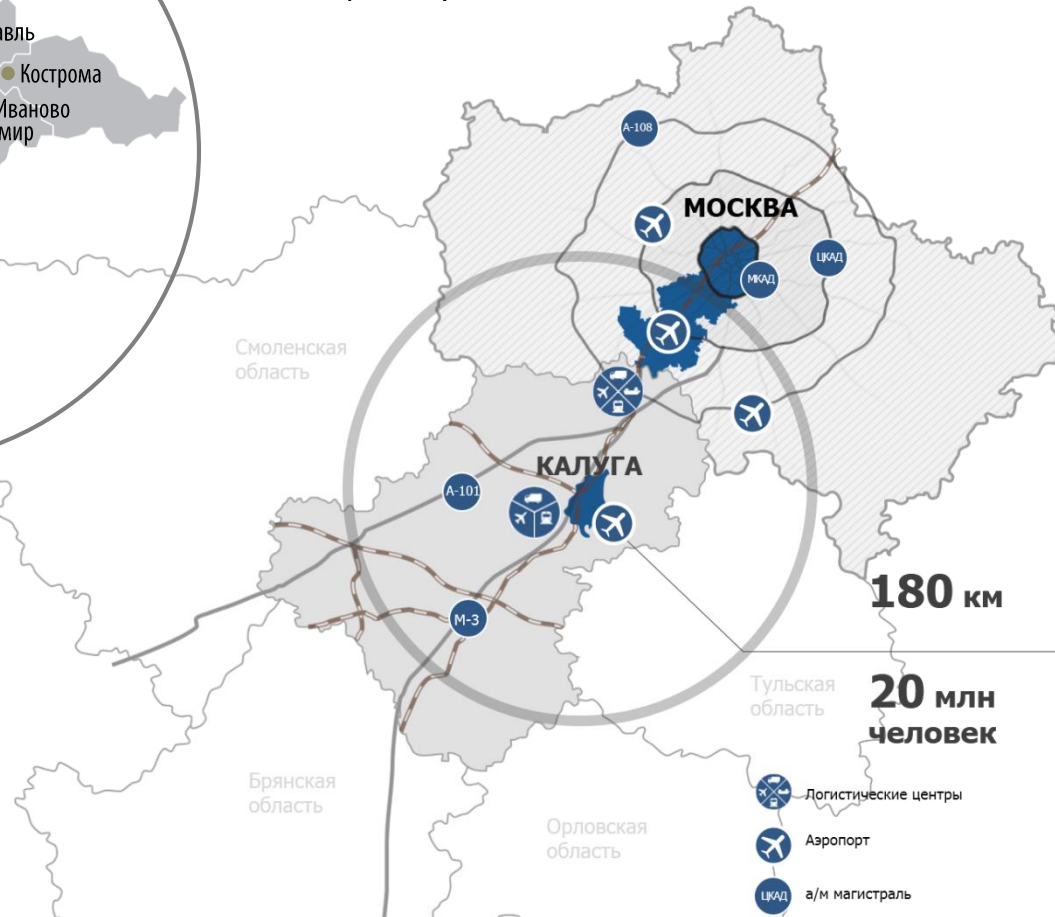 Кострома
Иваново
А-108
МОСКВА
ЦКАД
МКАД
Смоленская
область
КАЛУГА
А-101
180 км
М-3
Тульская
область
20 млн
человек
Брянская
область
Логистические центры
Орловская
область
Аэропорт
ЦКАД
а/м магистраль